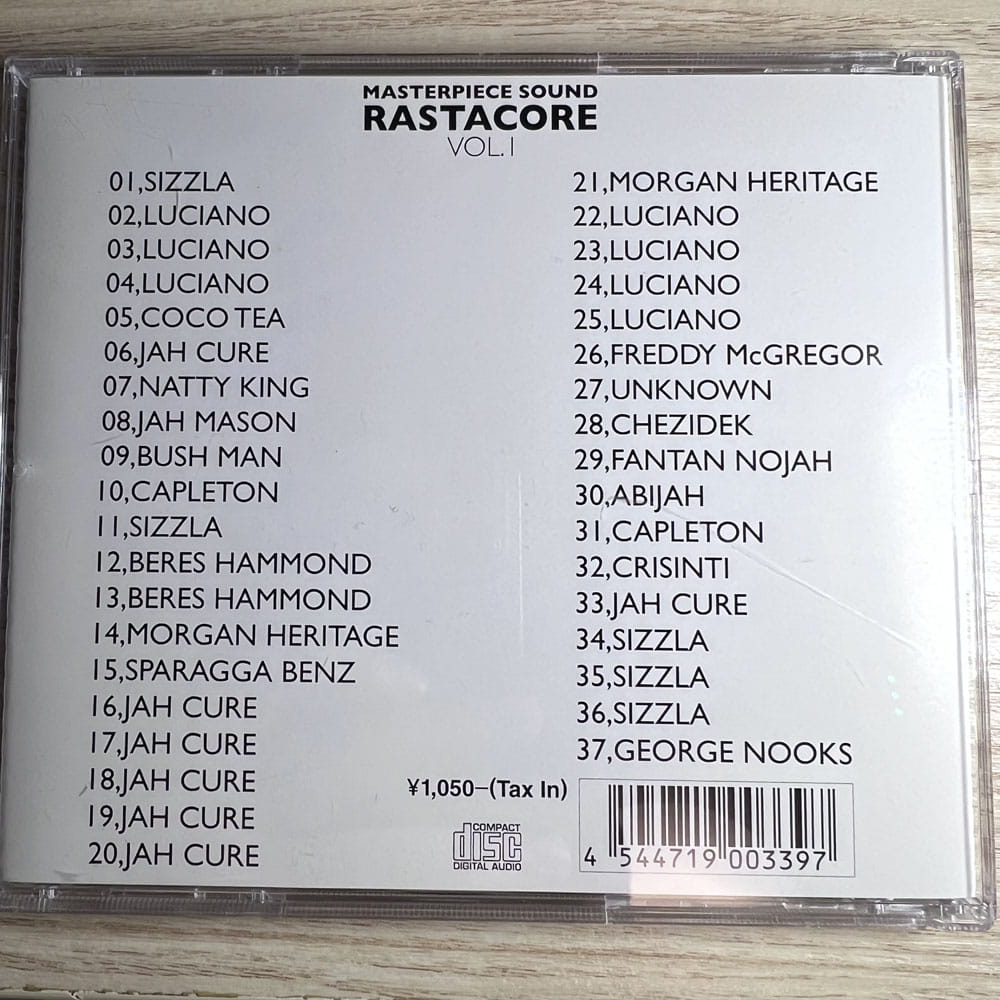 MASTERPIECE SOUND
RASTACORE
VOL.1
01,SIZZLA
02,LUCIANO
03,LUCIANO
04,LUCIANO
05,COCO TEA
06,JAH CURE
07,NATTY KING
08,JAH MASON
09,BUSH MAN
10,CAPLETON
11,SIZZLA
12,BERES HAMMOND
13,BERES HAMMOND
14,MORGAN HERITAGE
15,SPARAGGA BENZ
16,JAH CURE
17,JAH CURE
18,JAH CURE
19,JAH CURE
20,JAH CURE
21,MORGAN HERITAGE
22,LUCIANO
23,LUCIANO
24,LUCIANO
25,LUCIANO
26,FREDDY McGREGOR
27,UNKNOWN
28,CHEZIDEK
29,FANTAN NOJAH
30,ABIJAH
31,CAPLETON
32,CRISINTI
33,JAH CURE
34,SIZZLA
35,SIZZLA
36,SIZZLA
37,GEORGE NOOKS
¥1,050-(Tax In)
COMPACT
disc
DIGITAL AUDIO
4 544719 003397